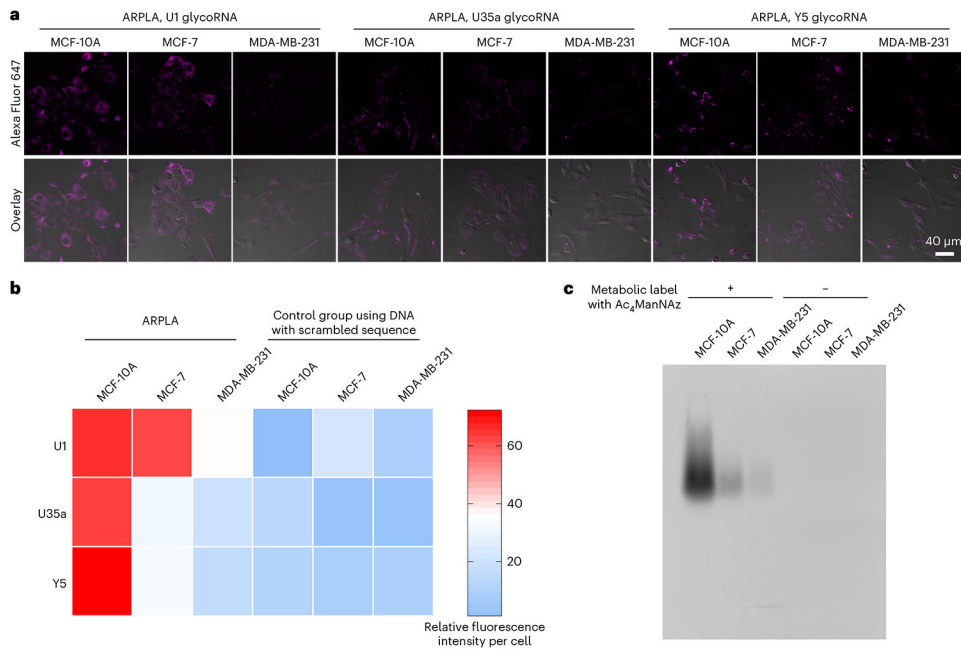 a
ARPLA, U1 glycoRNA
ARPLA, U35a glycoRNA
ARPLA, Y5 glycoRNA
MCF-10A
MCF-7
MDA-MB-231
MCF-10A
MCF-7
MDA-MB-231
MCF-10A
MCF-7
MDA-MB-231
Alexa Fluor 647
Overlay
40 µm
b
ARPLA
Control group using DNA
with scrambled sequence
MCF-10A
MCF-7
MDA-MB-231
MCF-10A
MCF-7
MDA-MB-231
U1
U35a
Y5
60
40
20
Relative fluorescence
intensity per cell
c
Metabolic label
with Ac₄ManNAz
+
−
MCF-10A
MCF-7
MDA-MB-231
MCF-10A
MCF-7
MDA-MB-231